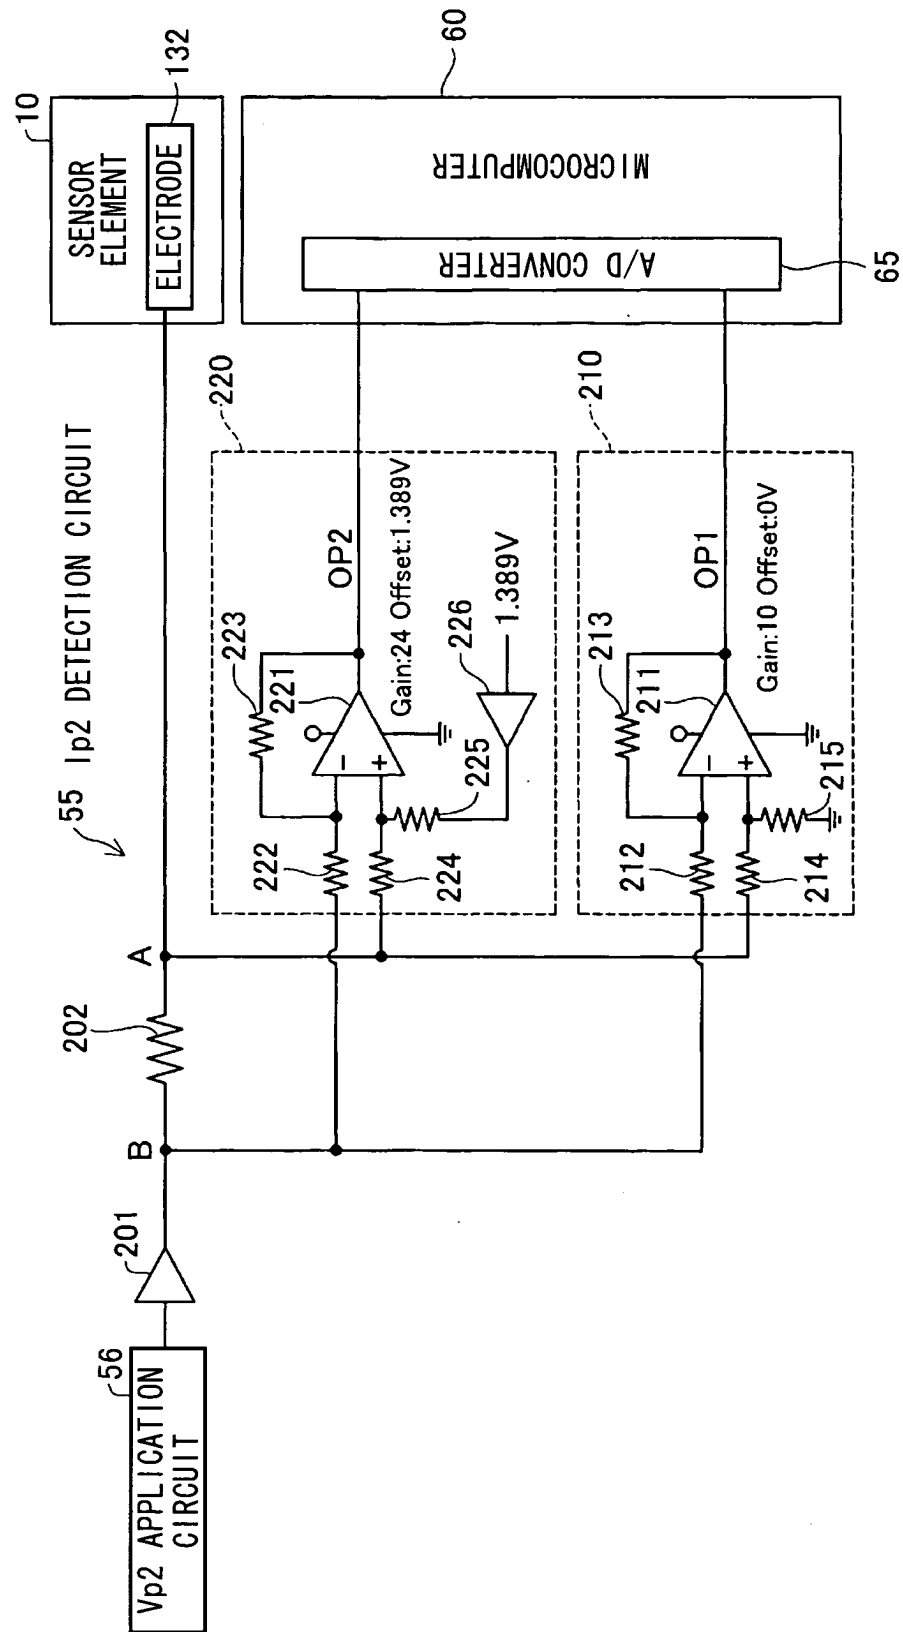 55 Ip2 DETECTION CIRCUIT
Vp2 APPLICATION
CIRCUIT
56
201
B
202
A
10
SENSOR
ELEMENT
ELECTRODE
132
220
222
223
221
224
225
226
OP2
Gain:24 Offset:1.389V
1.389V
60
MICROCOMPUTER
A/D CONVERTER
65
210
212
213
211
214
215
OP1
Gain:10 Offset:0V